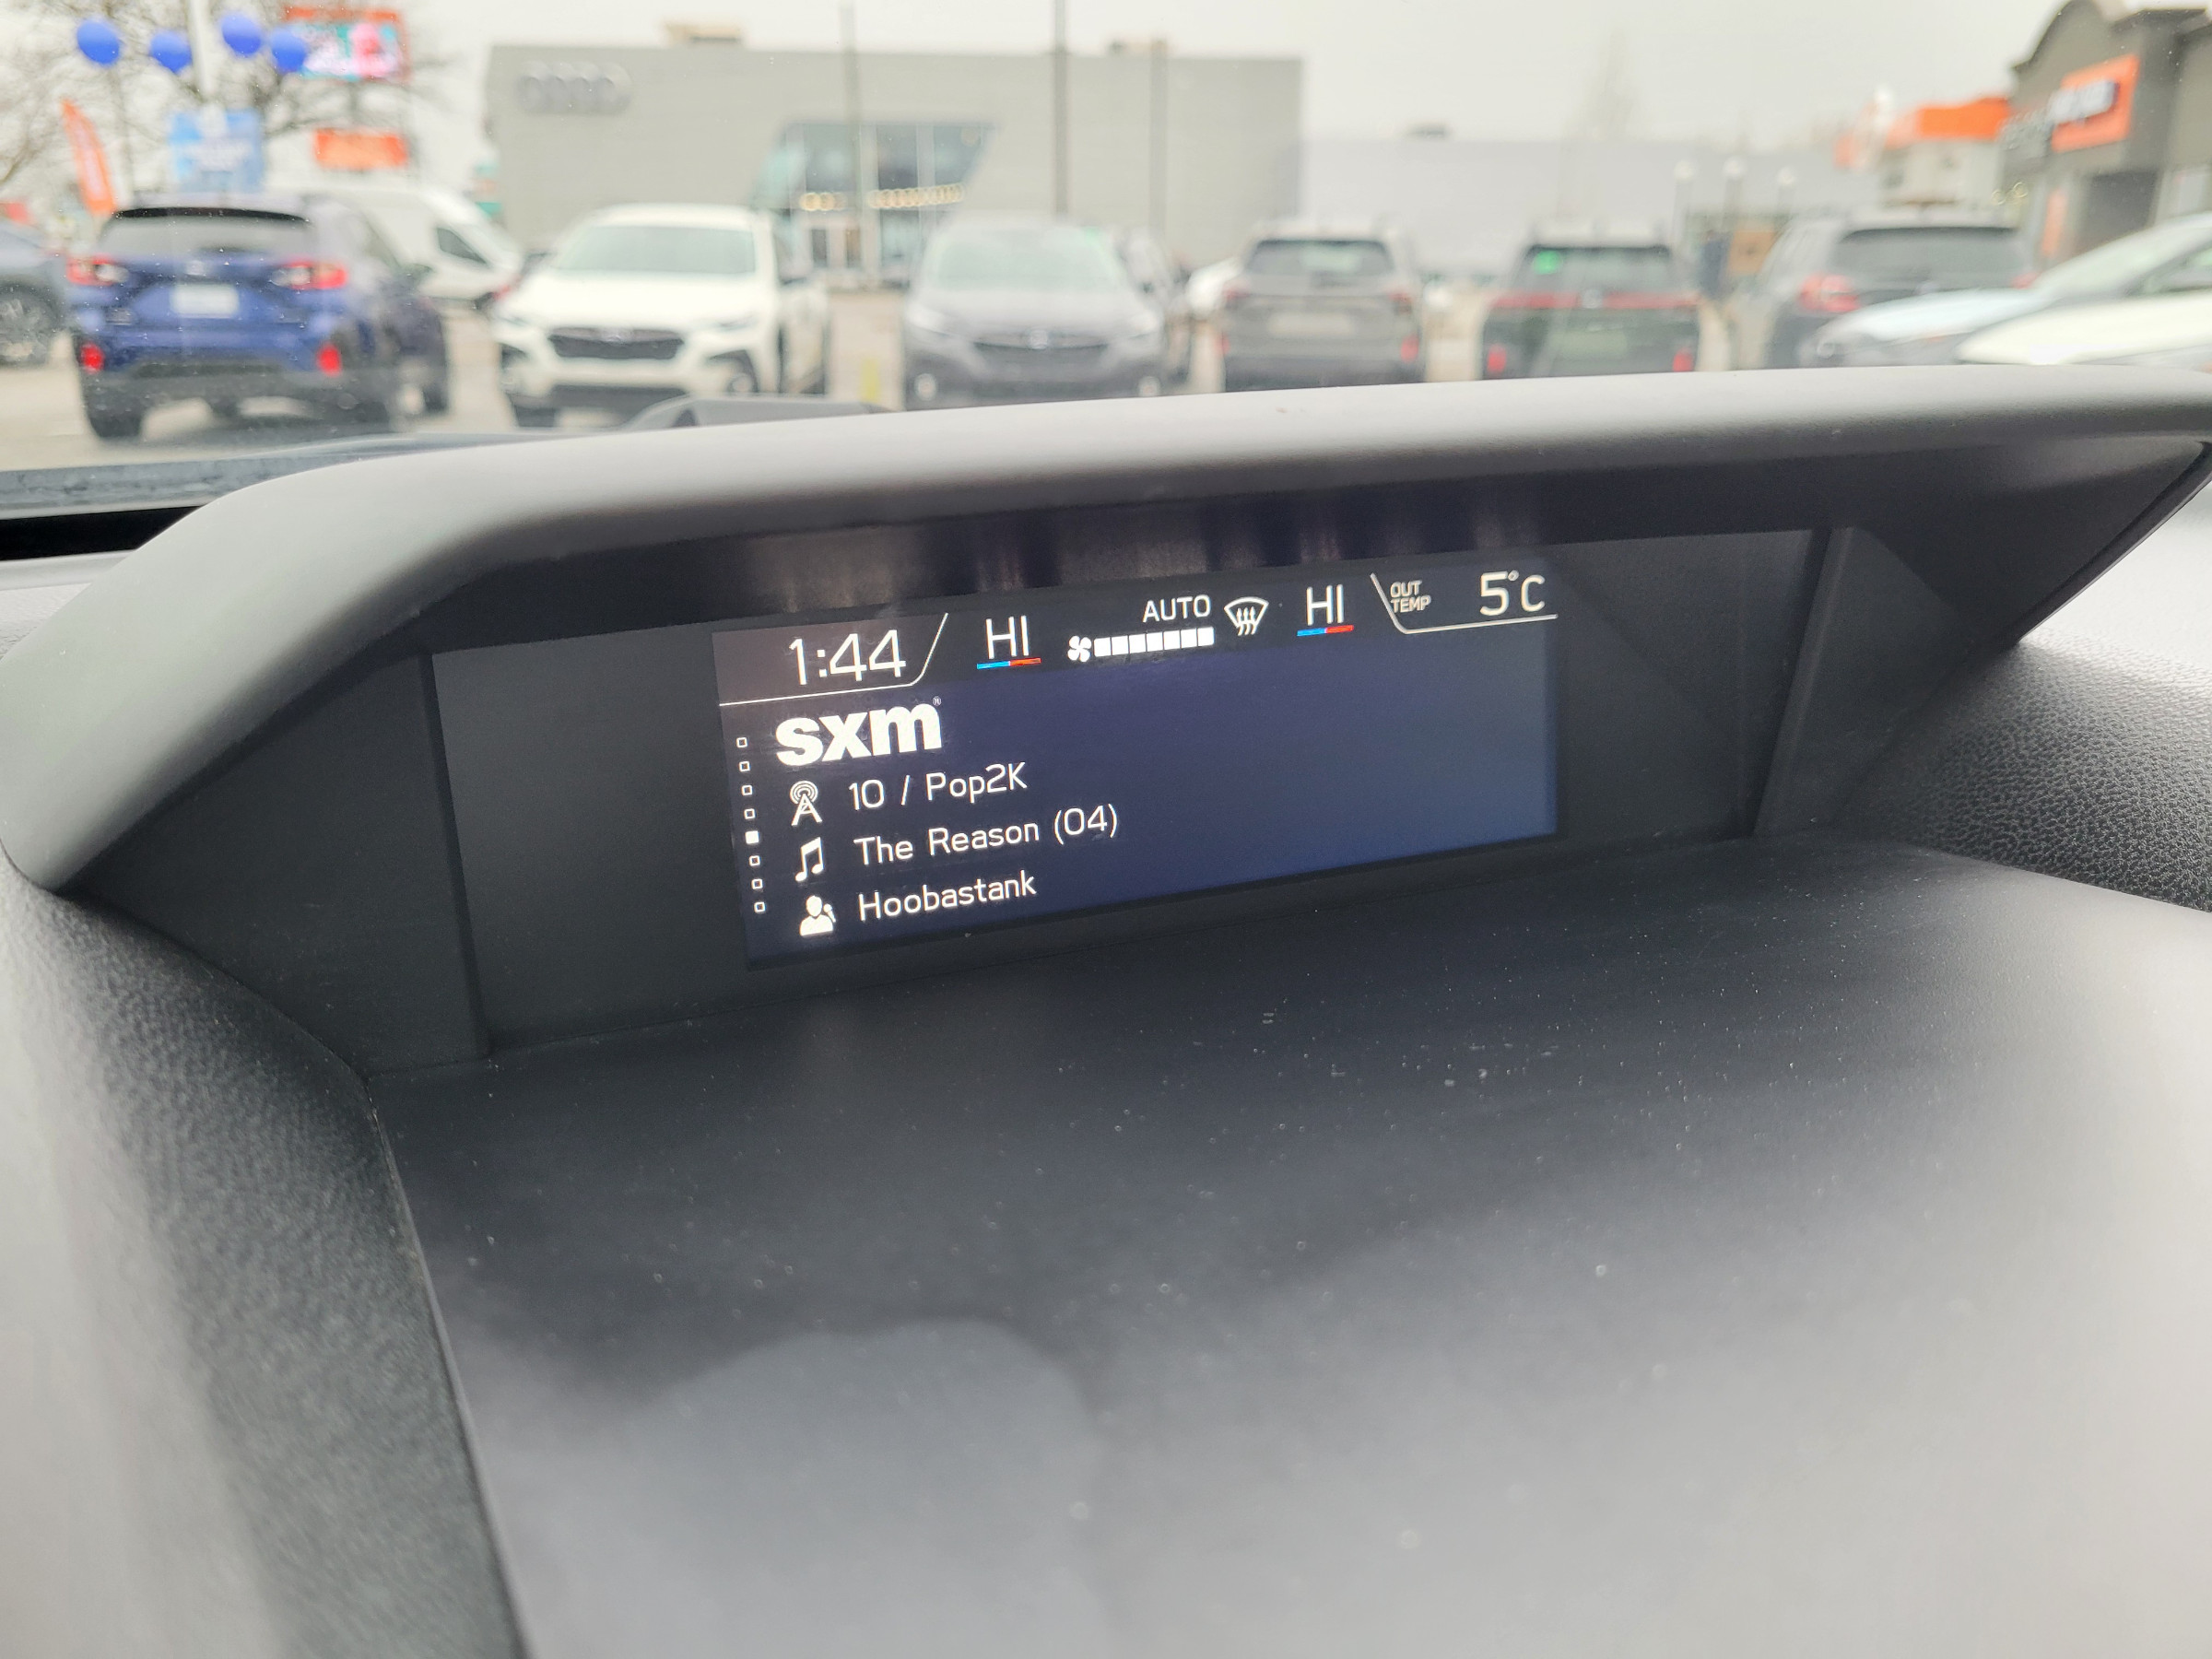 1:44
HI
AUTO
HI
OUT
TEMP
5°C
sxm®
10 / Pop2K
The Reason (04)
Hoobastank